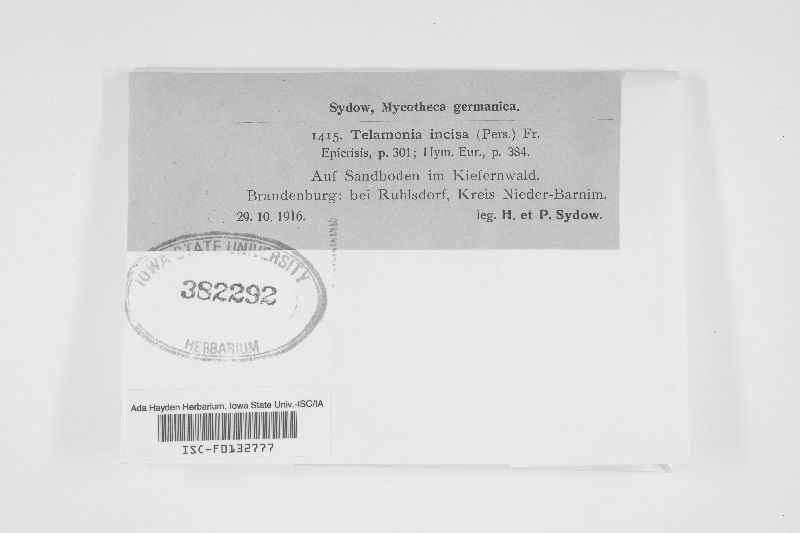 Sydow, Mycotheca germanica.
1415. Telamonia incisa (Pers.) Fr.
Epicrisis, p. 301; Hym. Eur., p. 384.
Auf Sandboden im Kiefernwald.
Brandenburg: bei Ruhlsdorf, Kreis Nieder-Barnim.
29. 10. 1916. leg. H. et P. Sydow.
IOWA STATE UNIVERSITY
382292
HERBARIUM
Ada Hayden Herbarium, Iowa State Univ.-ISC/IA
ISC-F0132777